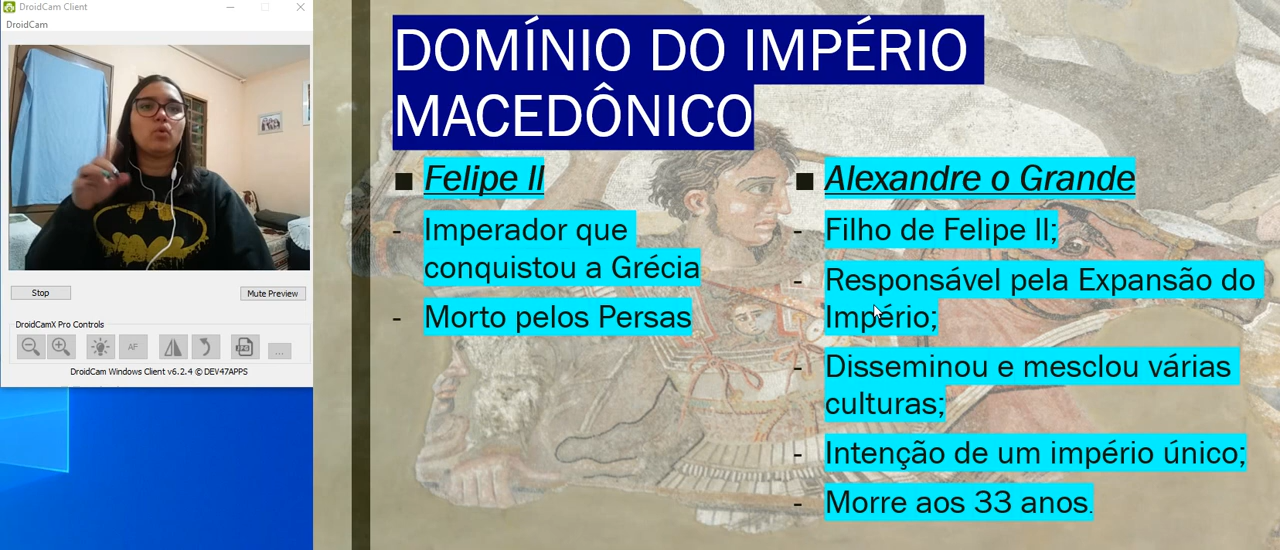 DroidCam Client
DroidCam
Stop
Mute Preview
DroidCamX Pro Controls
AF
...
DroidCam Windows Client v6.2.4 © DEV47APPS
DOMÍNIO DO IMPÉRIO
MACEDÔNICO
■ Felipe II
- Imperador que
conquistou a Grécia
- Morto pelos Persas
■ Alexandre o Grande
- Filho de Felipe II;
- Responsável pela Expansão do
Império;
- Disseminou e mesclou várias
culturas;
- Intenção de um império único;
- Morre aos 33 anos.